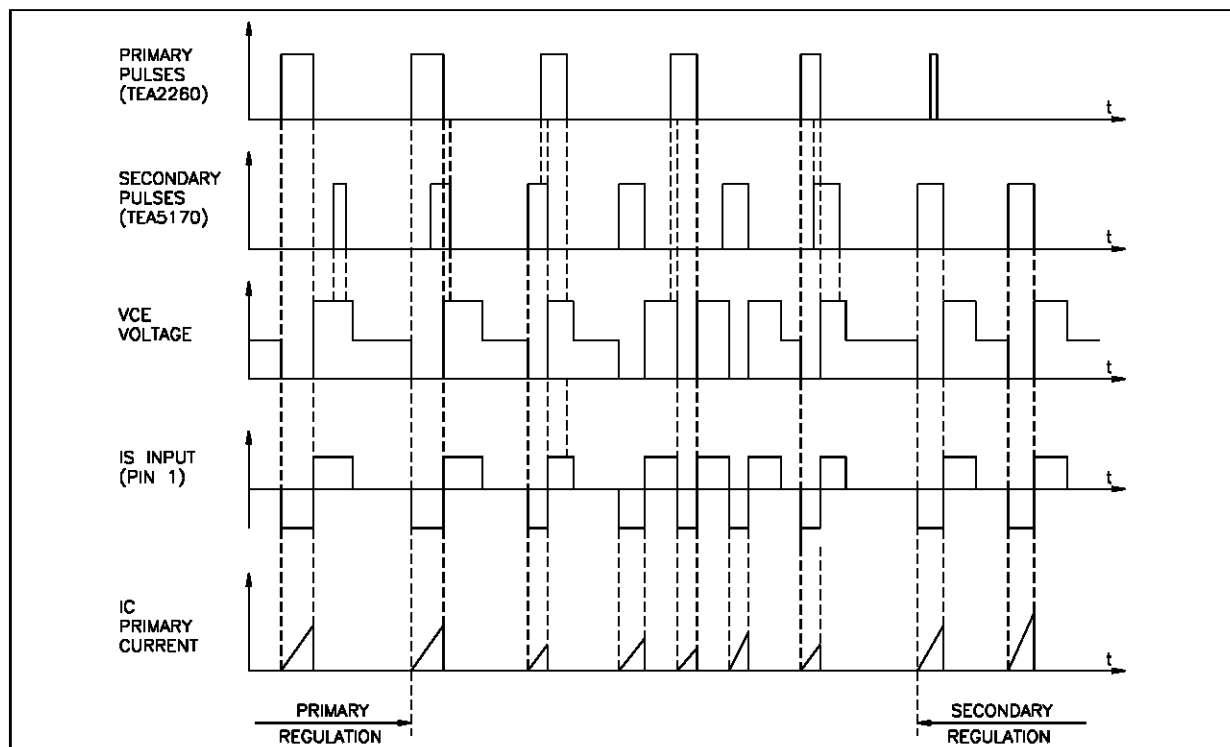 PRIMARY
PULSES
(TEA2260)
t
SECONDARY
PULSES
(TEA5170)
t
VCE
VOLTAGE
t
IS INPUT
(PIN 1)
t
IC
PRIMARY
CURRENT
t
PRIMARY
REGULATION
SECONDARY
REGULATION